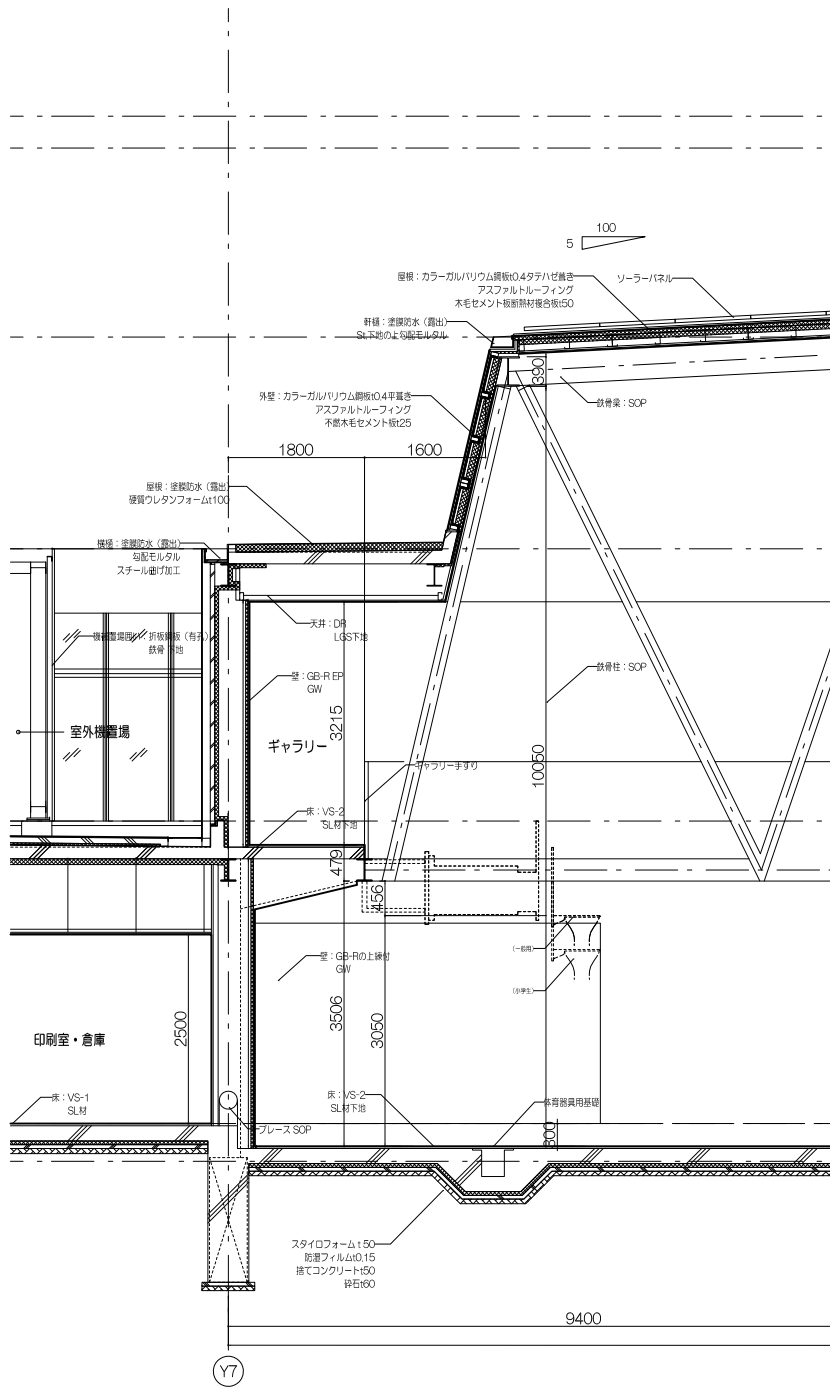 100
5
屋根：カラーガルバリウム鋼板t0.4タテハゼ葺き
アスファルトルーフィング
木毛セメント板断熱材複合板t50
ソーラーパネル
軒樋：塗膜防水（露出）
St.下地の上勾配モルタル
390
鉄骨梁：SOP
外壁：カラーガルバリウム鋼板t0.4平葺き
アスファルトルーフィング
不燃木毛セメント板t25
1800
1600
屋根：塗膜防水（露出）
硬質ウレタンフォームt100
横樋：塗膜防水（露出）
勾配モルタル
スチール曲げ加工
天井：DR
LGS下地
機械置場囲い：折板鋼板（有孔）
鉄骨 下地
壁：GB-R EP
GW
鉄骨柱：SOP
3215
室外機置場
ギャラリー
10050
ギャラリー手すり
床：VS-2
SL材下地
479
456
（一般用）
壁：GB-Rの上練付
GW
（小学生）
3506
3050
2500
印刷室・倉庫
床：VS-1
SL材
床：VS-2
SL材下地
体育器具用基礎
ブレース SOP
300
スタイロフォームｔ50
防湿フィルムt0.15
捨てコンクリートt50
砕石t60
9400
Y7